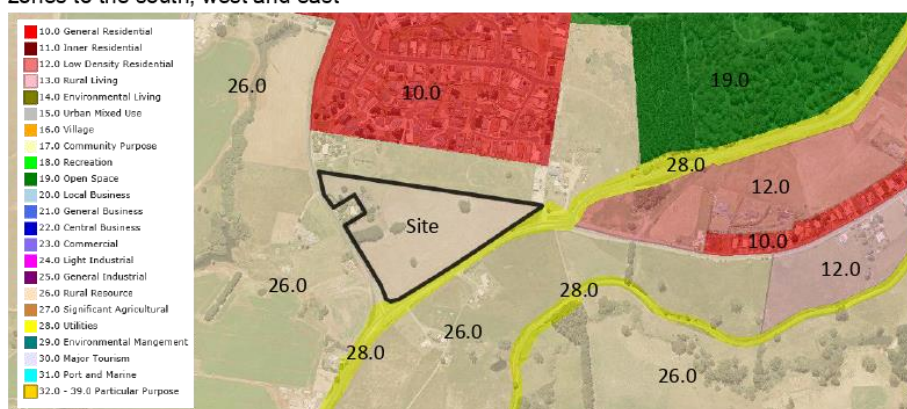 zones to the south, west and east
10.0 General Residential
11.0 Inner Residential
12.0 Low Density Residential
13.0 Rural Living
14.0 Environmental Living
15.0 Urban Mixed Use
16.0 Village
17.0 Community Purpose
18.0 Recreation
19.0 Open Space
20.0 Local Business
21.0 General Business
22.0 Central Business
23.0 Commercial
24.0 Light Industrial
25.0 General Industrial
26.0 Rural Resource
27.0 Significant Agricultural
28.0 Utilities
29.0 Environmental Mangement
30.0 Major Tourism
31.0 Port and Marine
32.0 - 39.0 Particular Purpose
26.0
10.0
19.0
28.0
12.0
Site
10.0
12.0
26.0
28.0
26.0
28.0
26.0